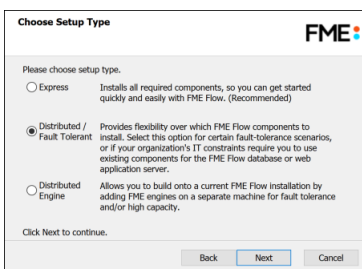 Choose Setup Type
FME
Please choose setup type.
Express
Installs all required components, so you can get started
quickly and easily with FME Flow. (Recommended)
Distributed /
Fault Tolerant
Provides flexibility over which FME Flow components to
install. Select this option for certain fault-tolerance scenarios,
or if your organization's IT constraints require you to use
existing components for the FME Flow database or web
application server.
Distributed
Engine
Allows you to build onto a current FME Flow installation by
adding FME engines on a separate machine for fault tolerance
and/or high capacity.
Click Next to continue.
Back
Next
Cancel